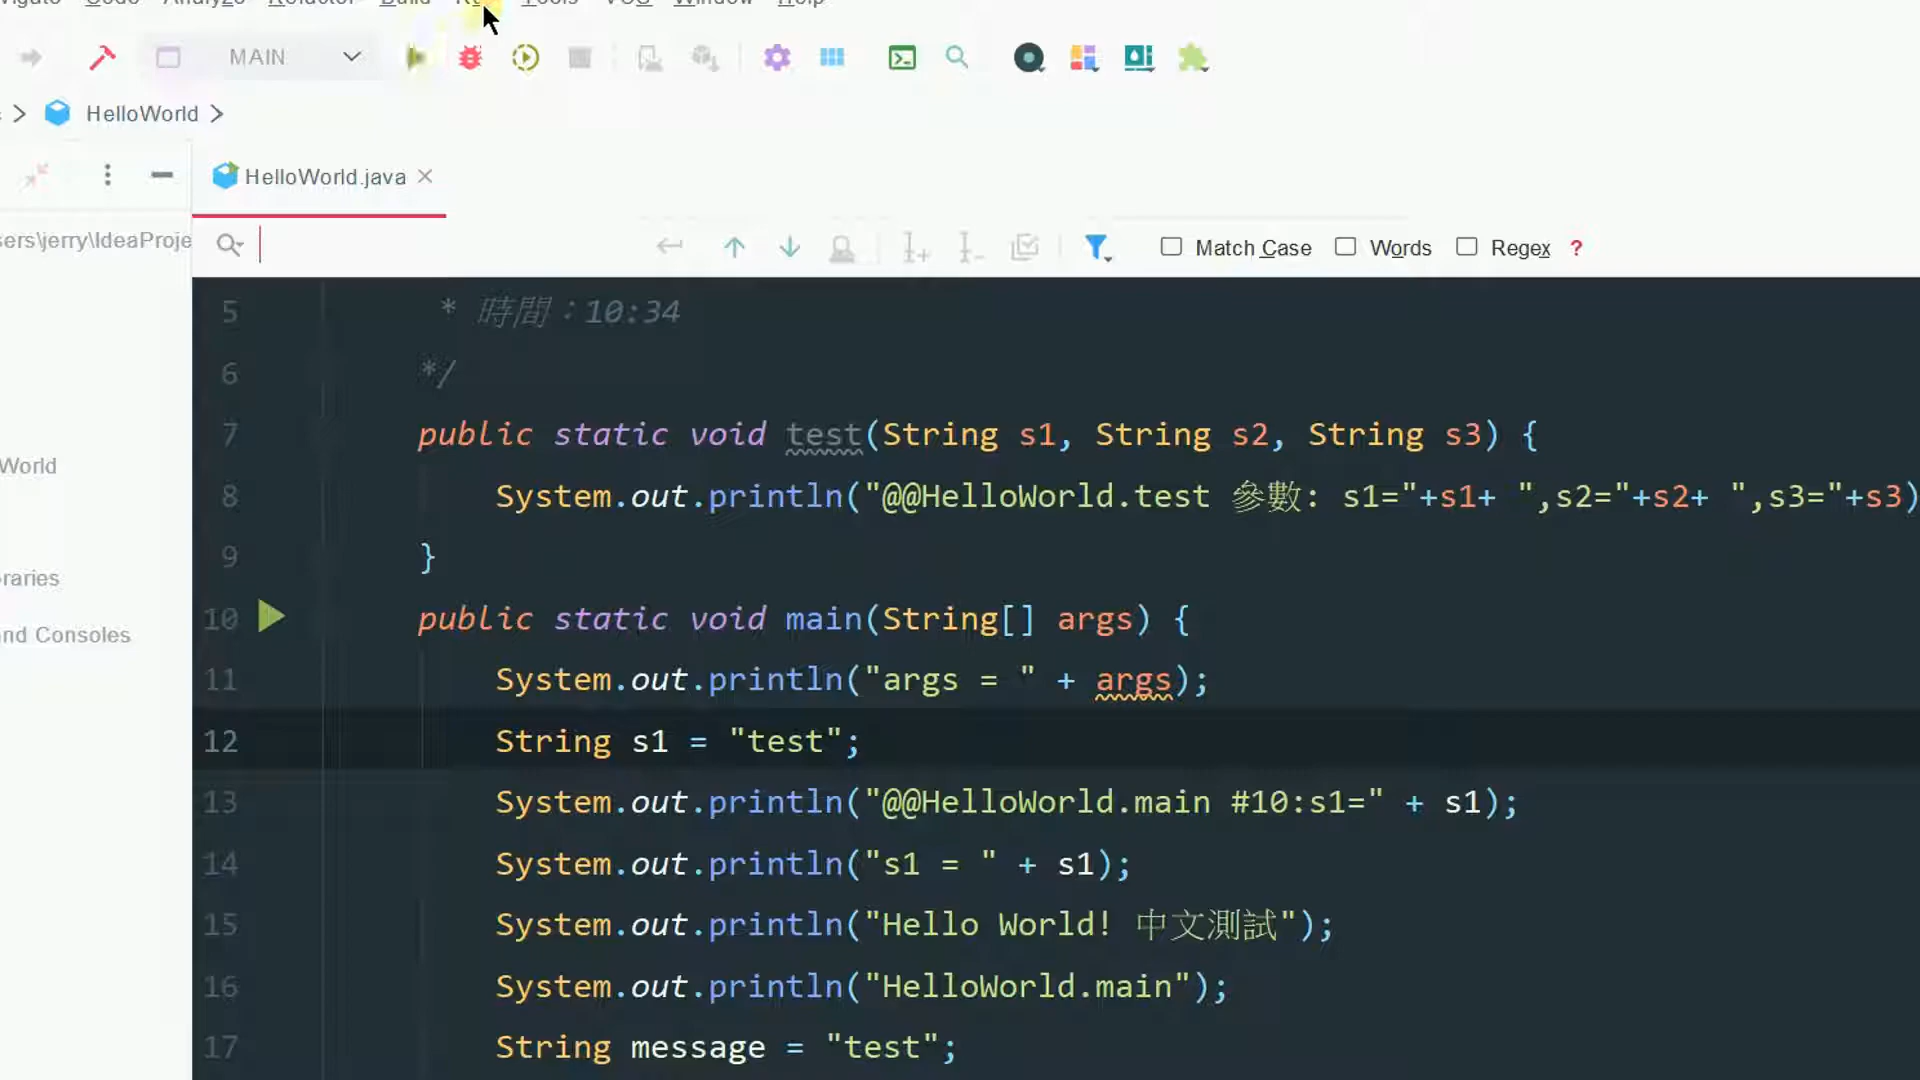 Build Tools VCS Window Help
MAIN
HelloWorld
HelloWorld.java
ers\jerry\IdeaProje
Match Case Words Regex ?
5 * 時間：10:34
6 */
7 public static void test(String s1, String s2, String s3) {
8 System.out.println("@@HelloWorld.test 參數: s1="+s1+ ",s2="+s2+ ",s3="+s3)
World
9 }
raries
10 public static void main(String[] args) {
nd Consoles
11 System.out.println("args = " + args);
12 String s1 = "test";
13 System.out.println("@@HelloWorld.main #10:s1=" + s1);
14 System.out.println("s1 = " + s1);
15 System.out.println("Hello World! 中文測試");
16 System.out.println("HelloWorld.main");
17 String message = "test";